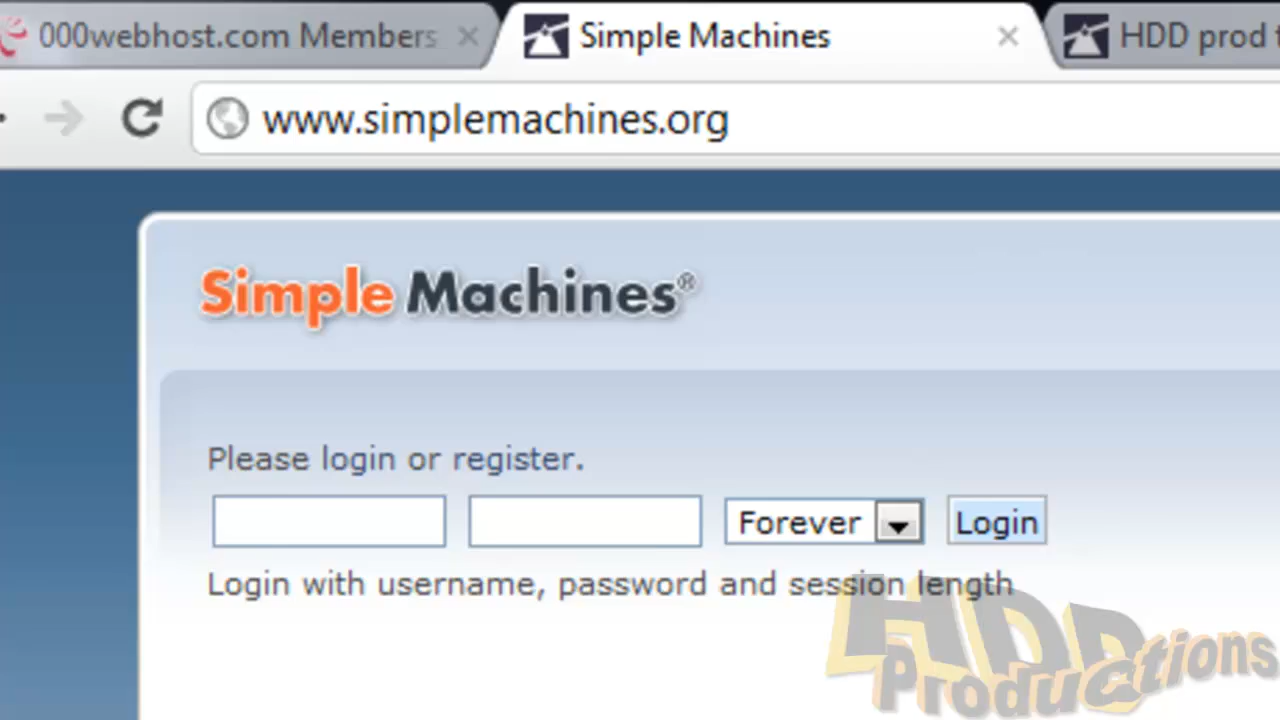 000webhost.com Members
Simple Machines
HDD prod
www.simplemachines.org
Simple Machines®
Please login or register.
Forever
Login
Login with username, password and session length
HDD
Productions